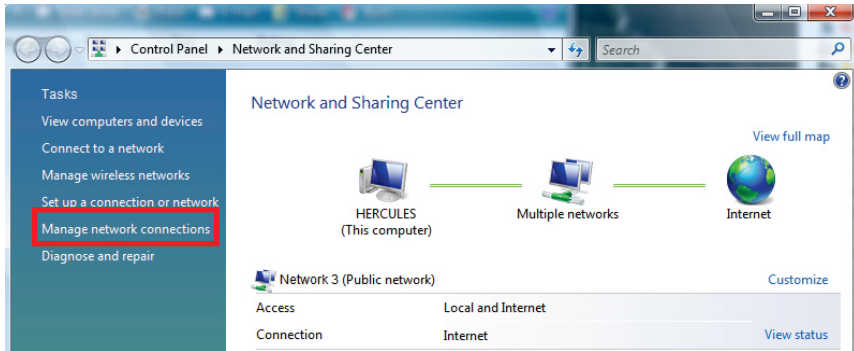 Control Panel ▸ Network and Sharing Center
Search
Tasks
View computers and devices
Connect to a network
Manage wireless networks
Set up a connection or network
Manage network connections
Diagnose and repair
Network and Sharing Center
View full map
HERCULES
(This computer)
Multiple networks
Internet
Network 3 (Public network)
Customize
Access
Local and Internet
Connection
Internet
View status